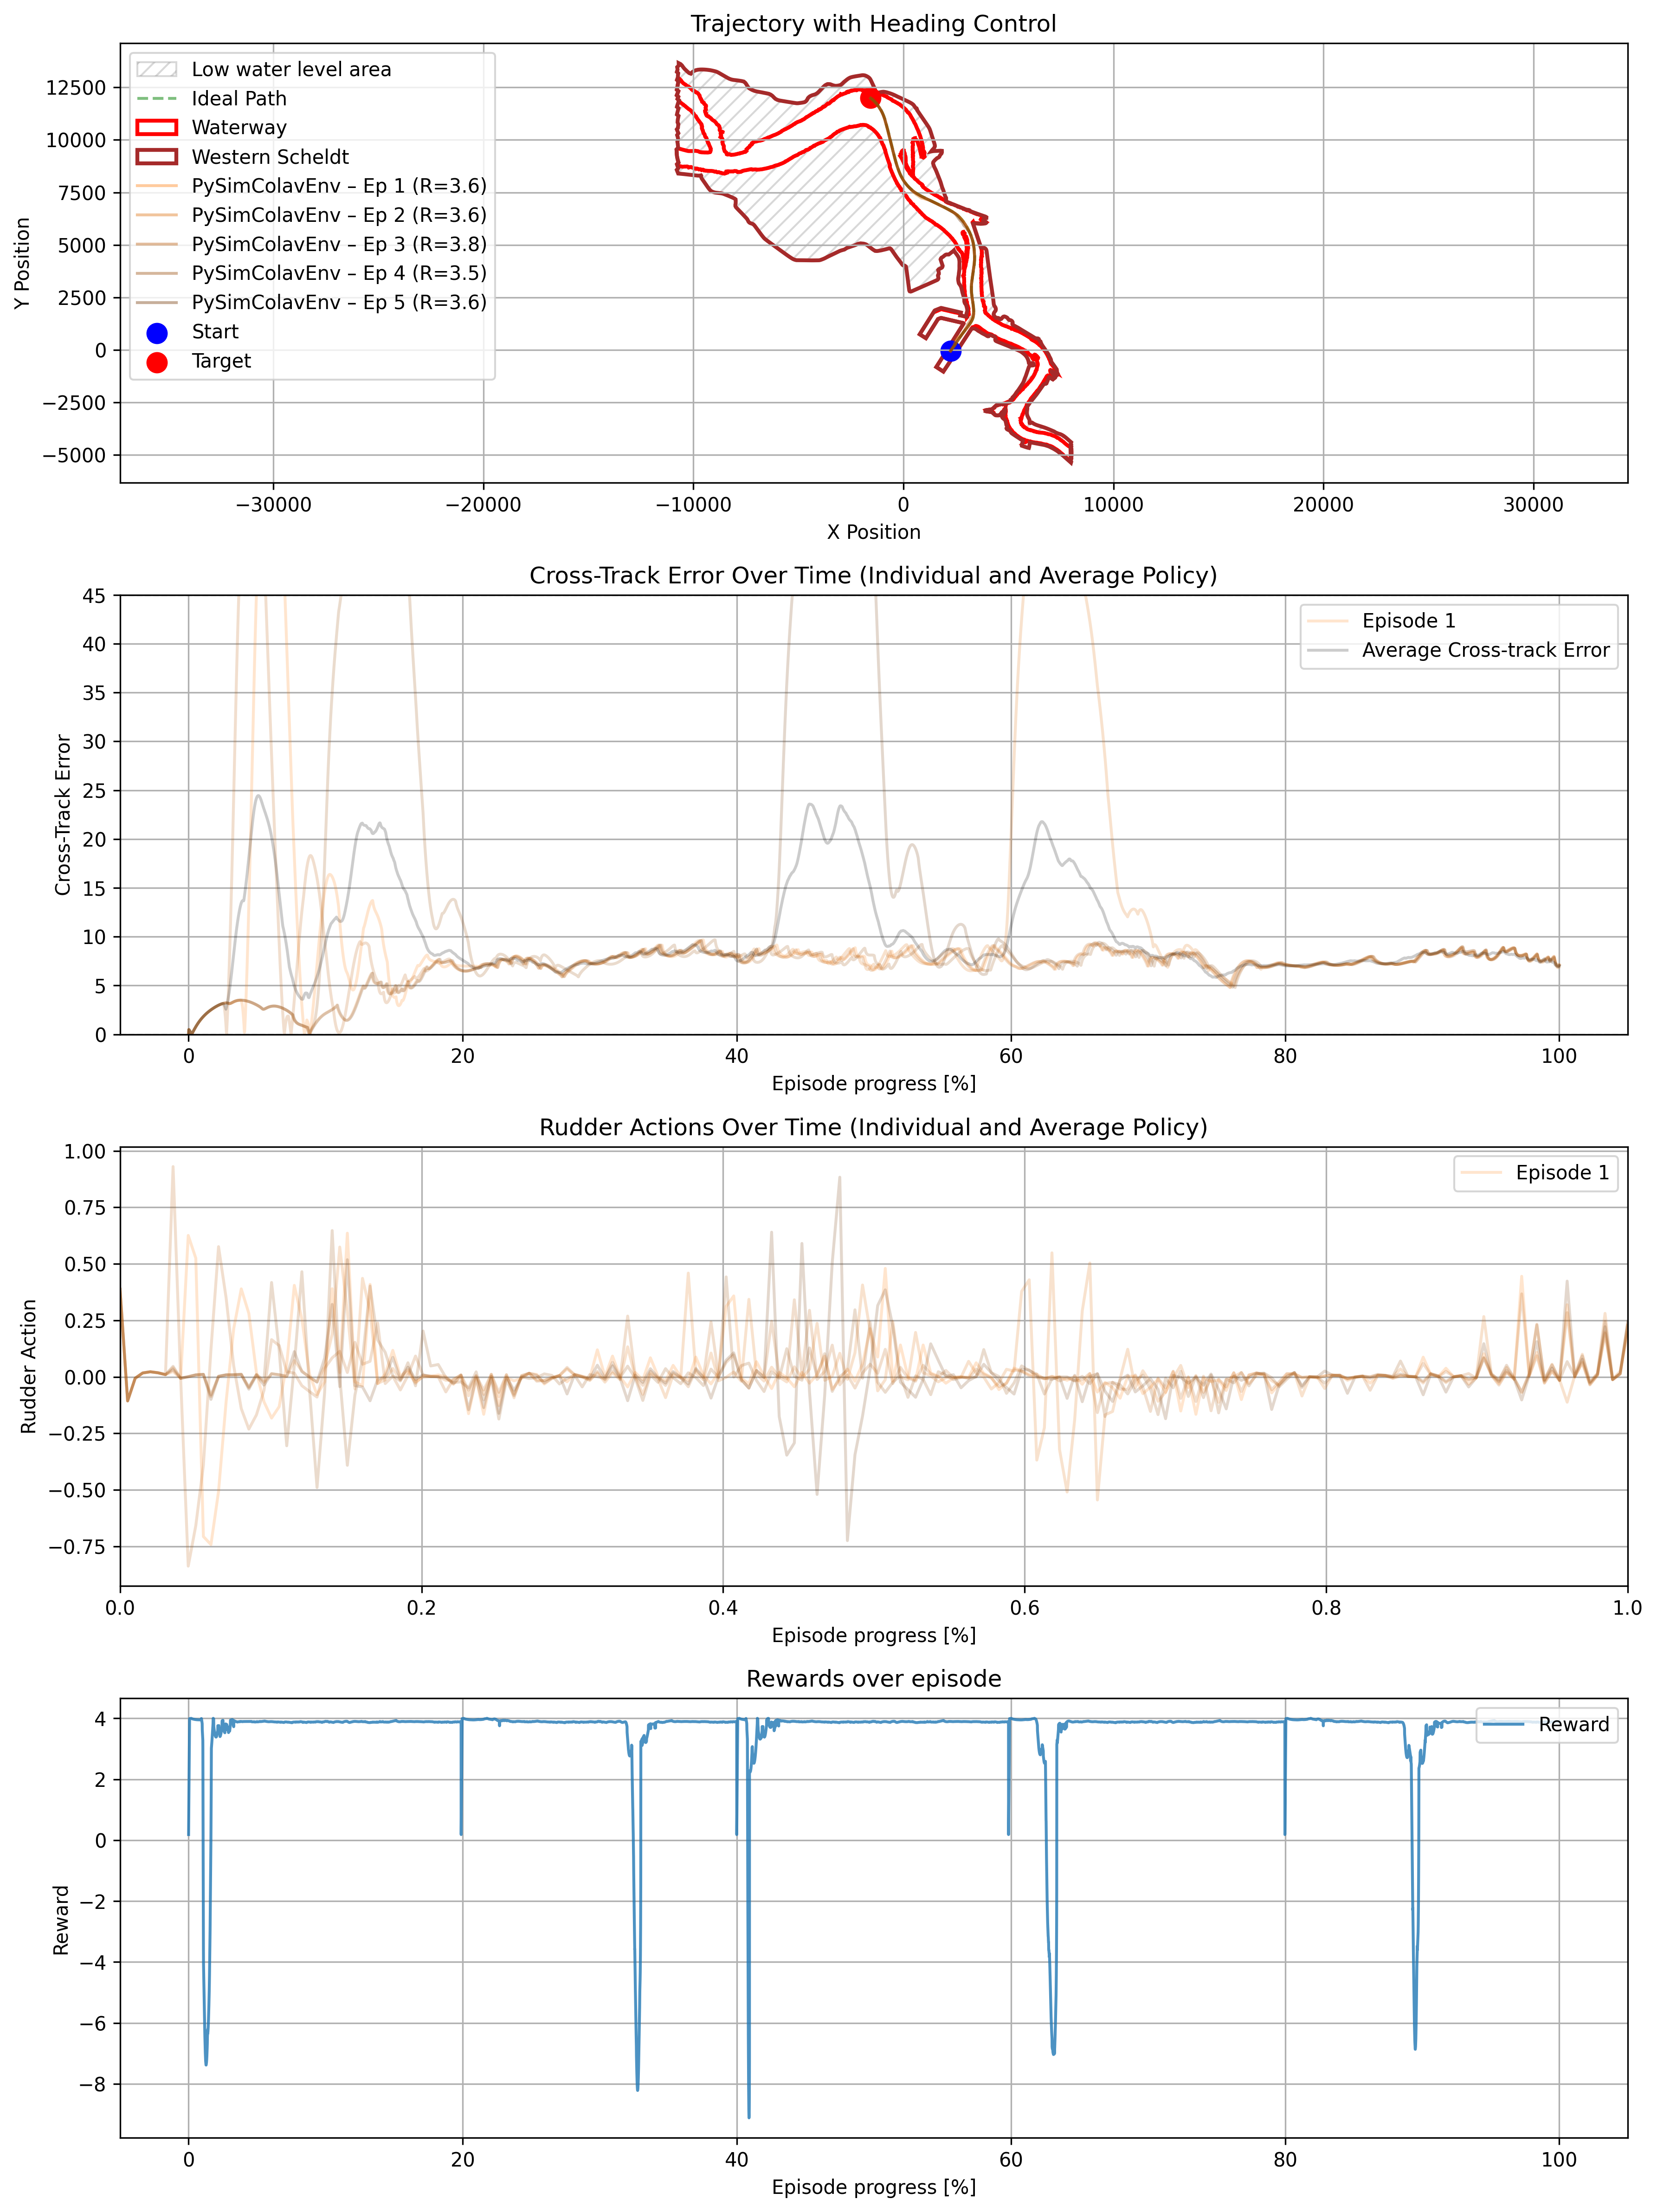 Trajectory with Heading Control
Y Position
12500
10000
7500
5000
2500
0
−2500
−5000
Low water level area
Ideal Path
Waterway
Western Scheldt
PySimColavEnv – Ep 1 (R=3.6)
PySimColavEnv – Ep 2 (R=3.6)
PySimColavEnv – Ep 3 (R=3.8)
PySimColavEnv – Ep 4 (R=3.5)
PySimColavEnv – Ep 5 (R=3.6)
Start
Target
−30000 −20000 −10000 0 10000 20000 30000
X Position
Cross-Track Error Over Time (Individual and Average Policy)
Cross-Track Error
45
40
35
30
25
20
15
10
5
0
Episode 1
Average Cross-track Error
0 20 40 60 80 100
Episode progress [%]
Rudder Actions Over Time (Individual and Average Policy)
Rudder Action
1.00
0.75
0.50
0.25
0.00
−0.25
−0.50
−0.75
Episode 1
0.0 0.2 0.4 0.6 0.8 1.0
Episode progress [%]
Rewards over episode
Reward
4
2
0
−2
−4
−6
−8
Reward
0 20 40 60 80 100
Episode progress [%]